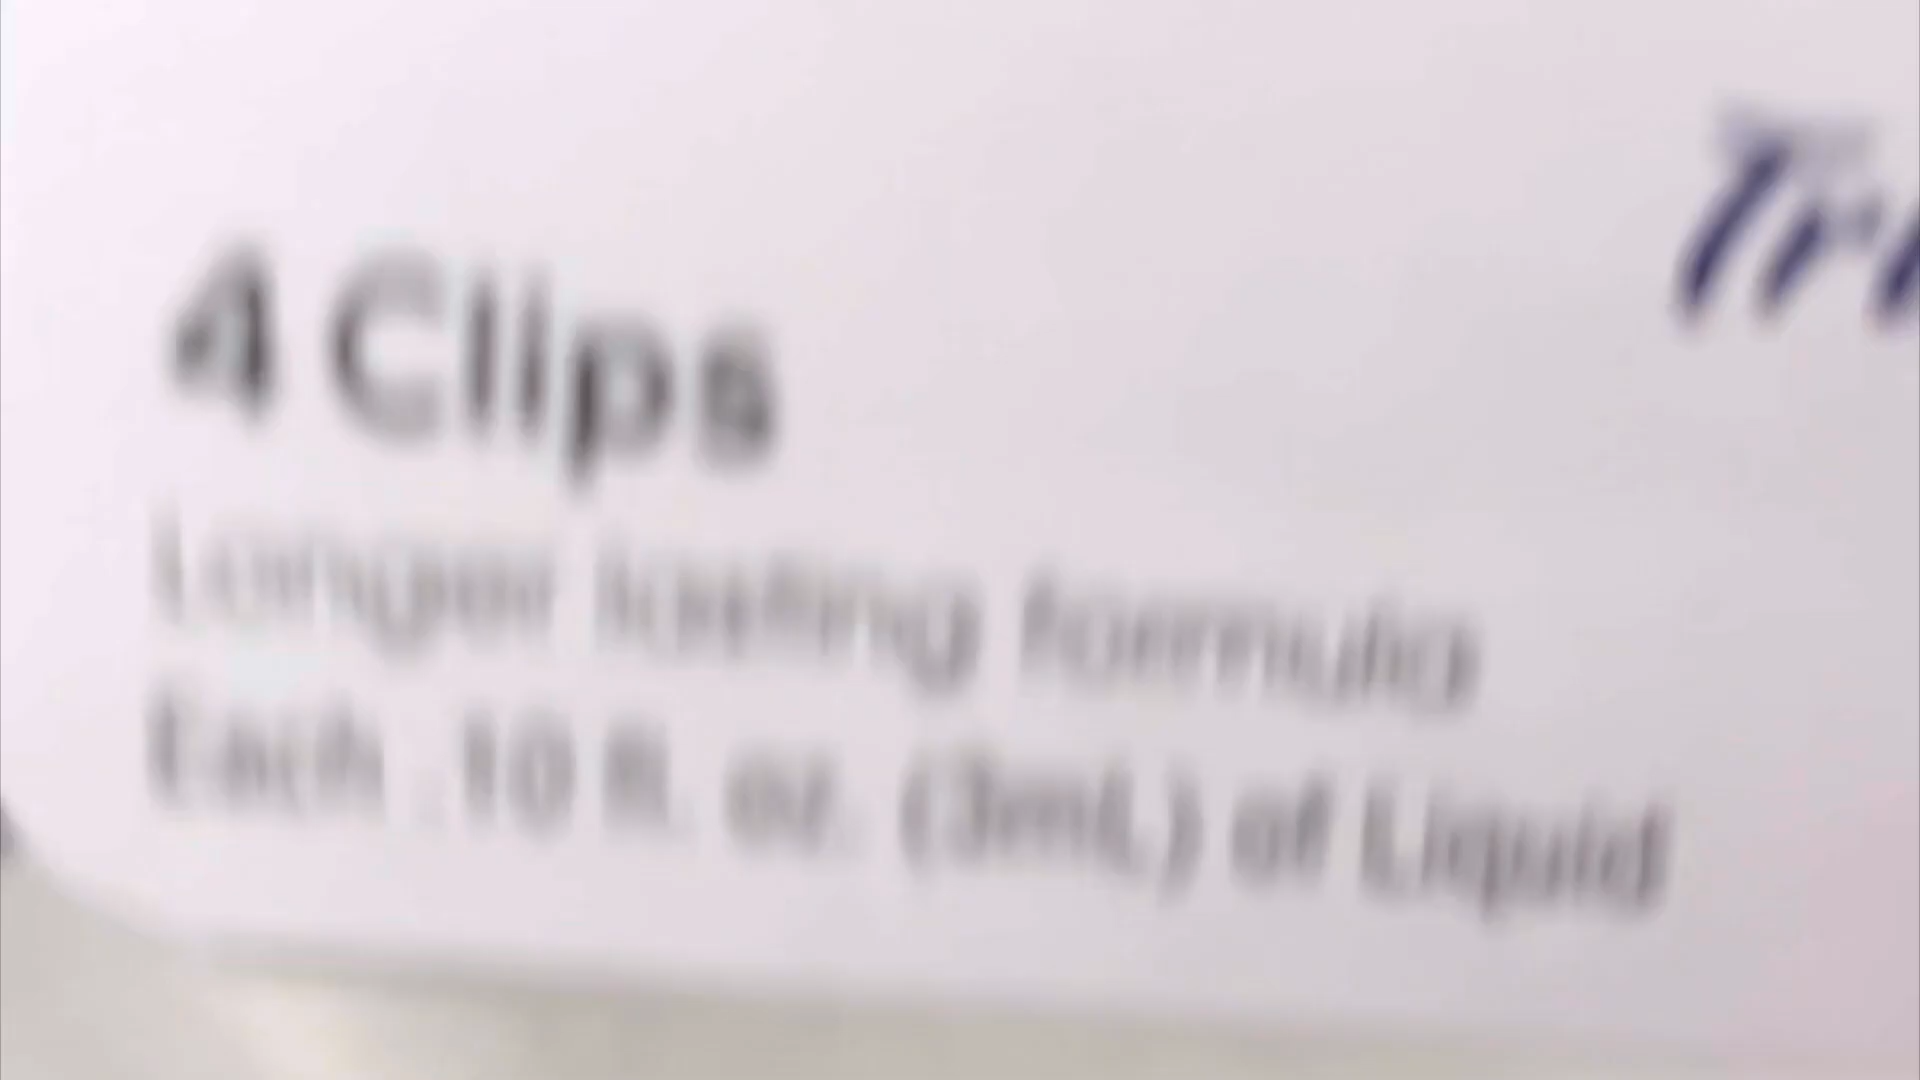 4 Clips
Longer lasting formula
Each .10 fl. oz. (3mL) of Liquid